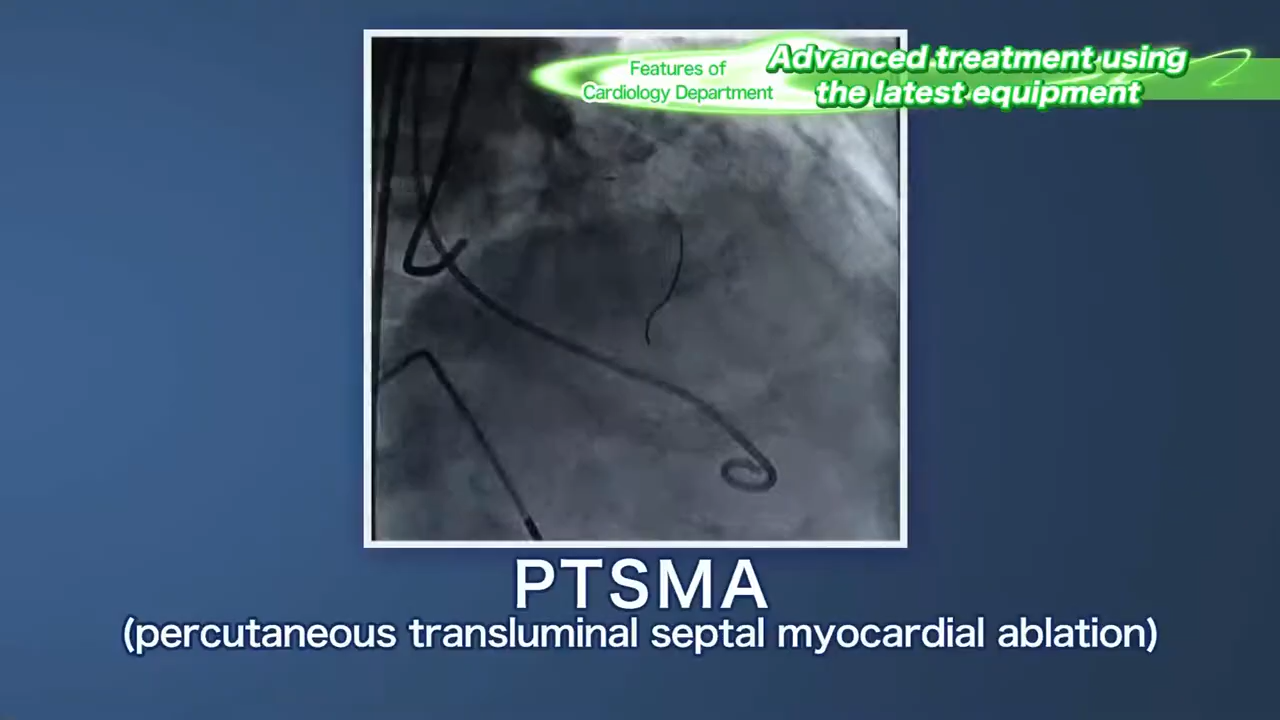 Features of
Cardiology Department
Advanced treatment using
the latest equipment
PTSMA
(percutaneous transluminal septal myocardial ablation)